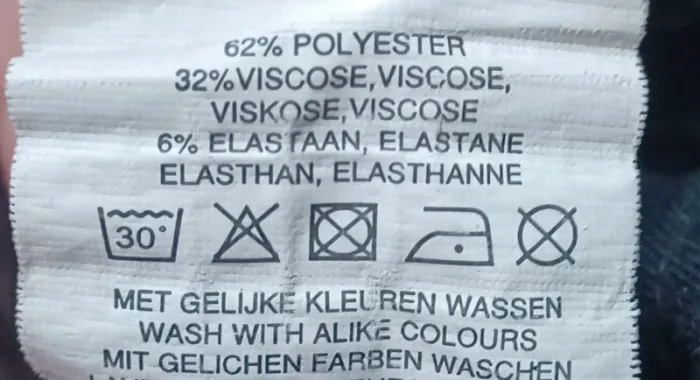 62% POLYESTER
32%VISCOSE,VISCOSE,
VISKOSE,VISCOSE
6% ELASTAAN, ELASTANE
ELASTHAN, ELASTHANNE
30°
MET GELIJKE KLEUREN WASSEN
WASH WITH ALIKE COLOURS
MIT GELICHEN FARBEN WASCHEN